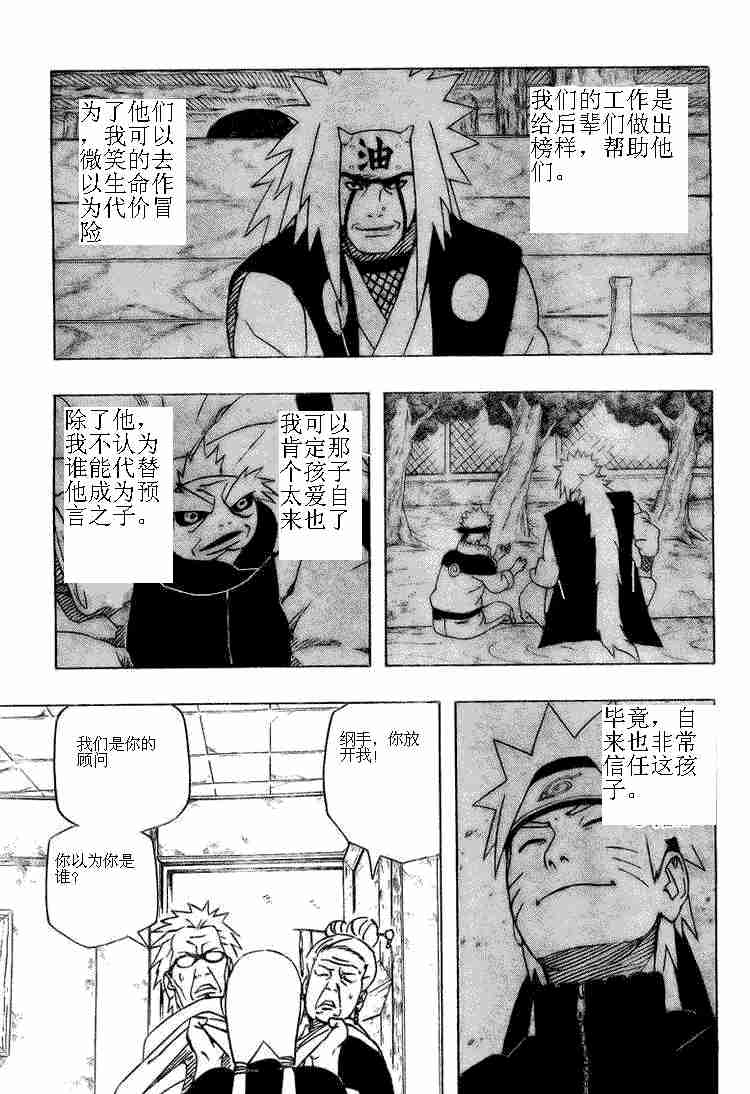 我们的工作是
给后辈们做出
榜样，帮助他
们。
为了他们
，我可以
微笑的去
以生命作
为代价冒
险
油
我可以
肯定那
个孩子
太爱自
来也了
除了他，
我不认为
谁能代替
他成为预
言之子。
毕竟，自
来也非常
信任这孩
子。
纲手，你放
开我!
我们是你的
顾问
你以为你是
谁?